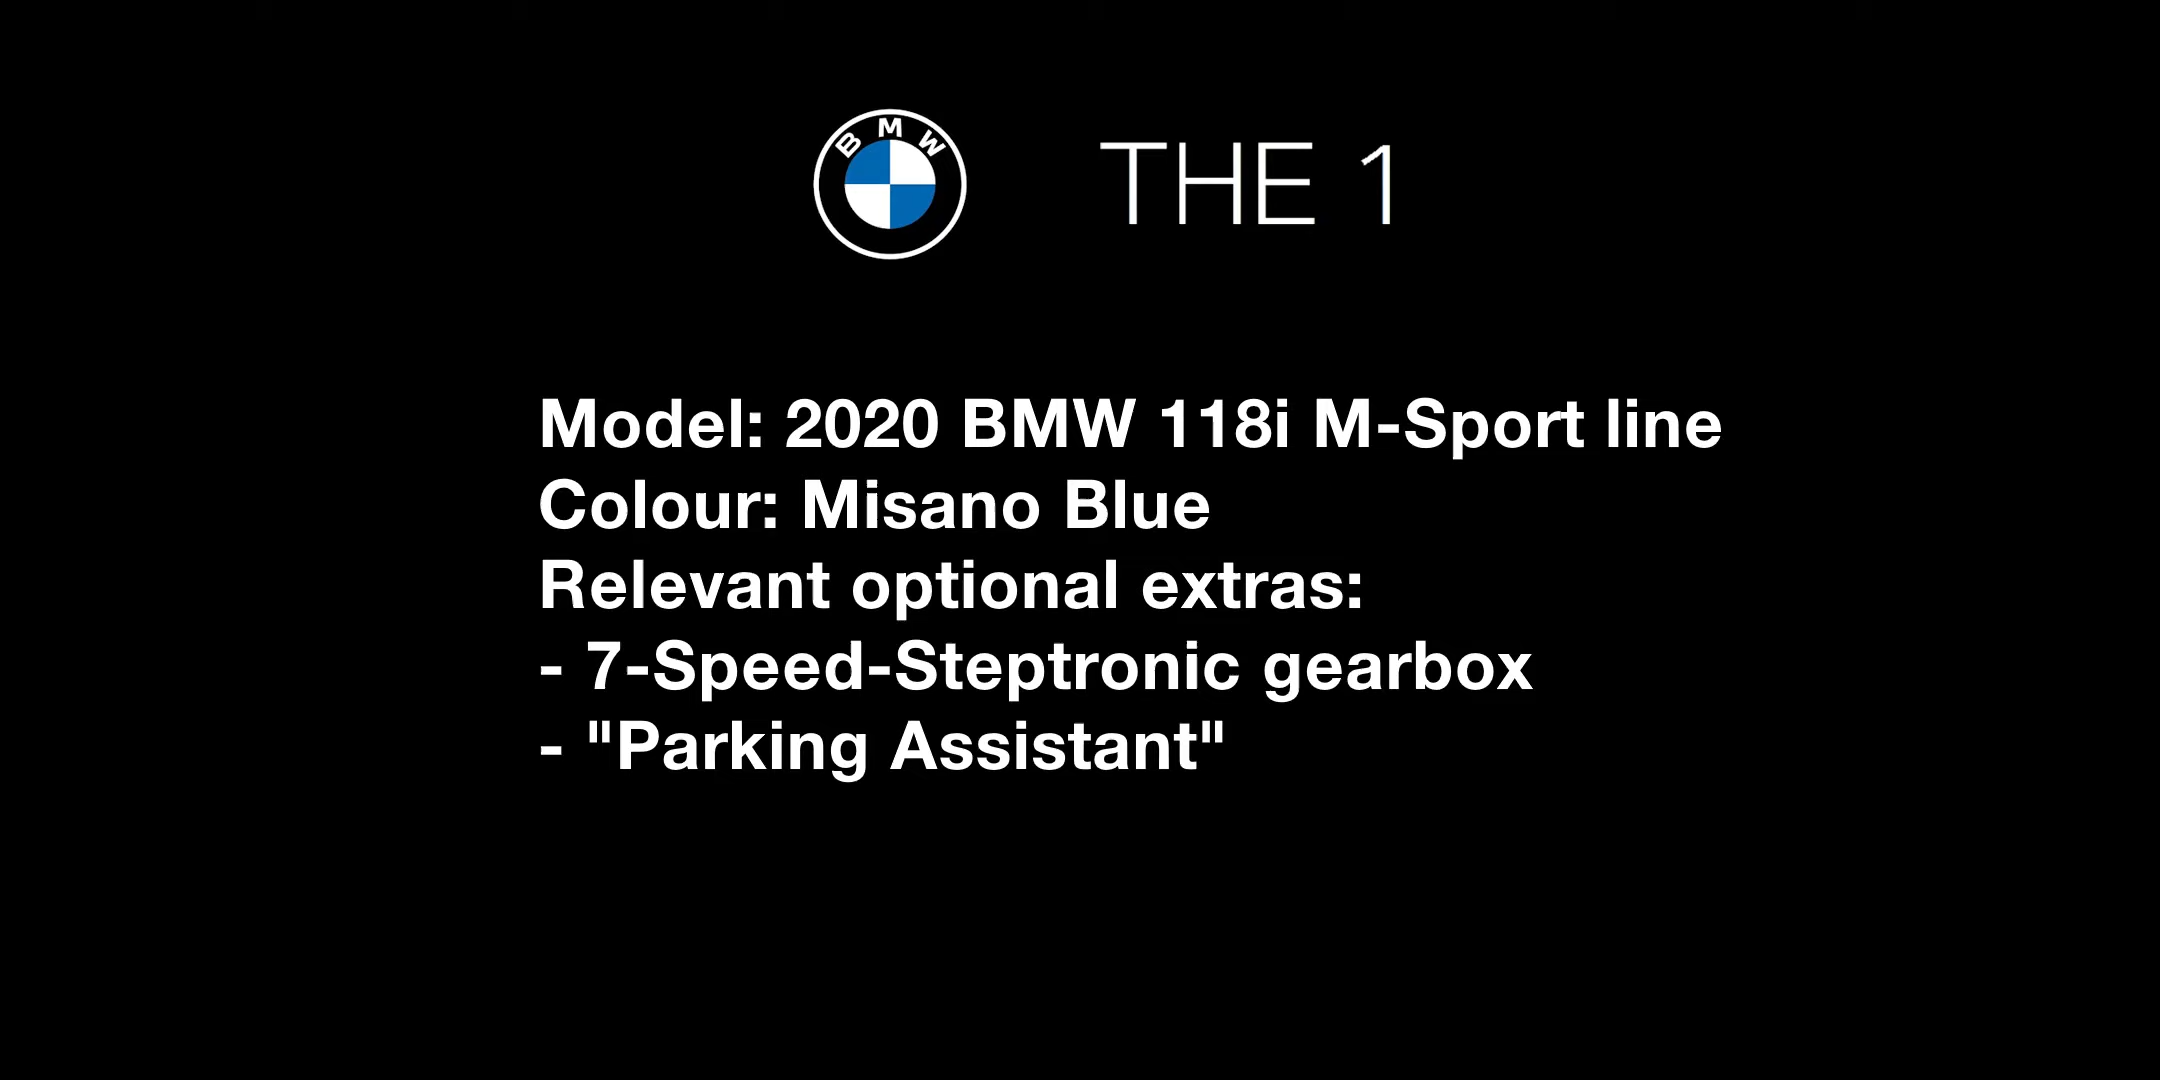 BMW THE 1
Model: 2020 BMW 118i M-Sport line
Colour: Misano Blue
Relevant optional extras:
- 7-Speed-Steptronic gearbox
- "Parking Assistant"